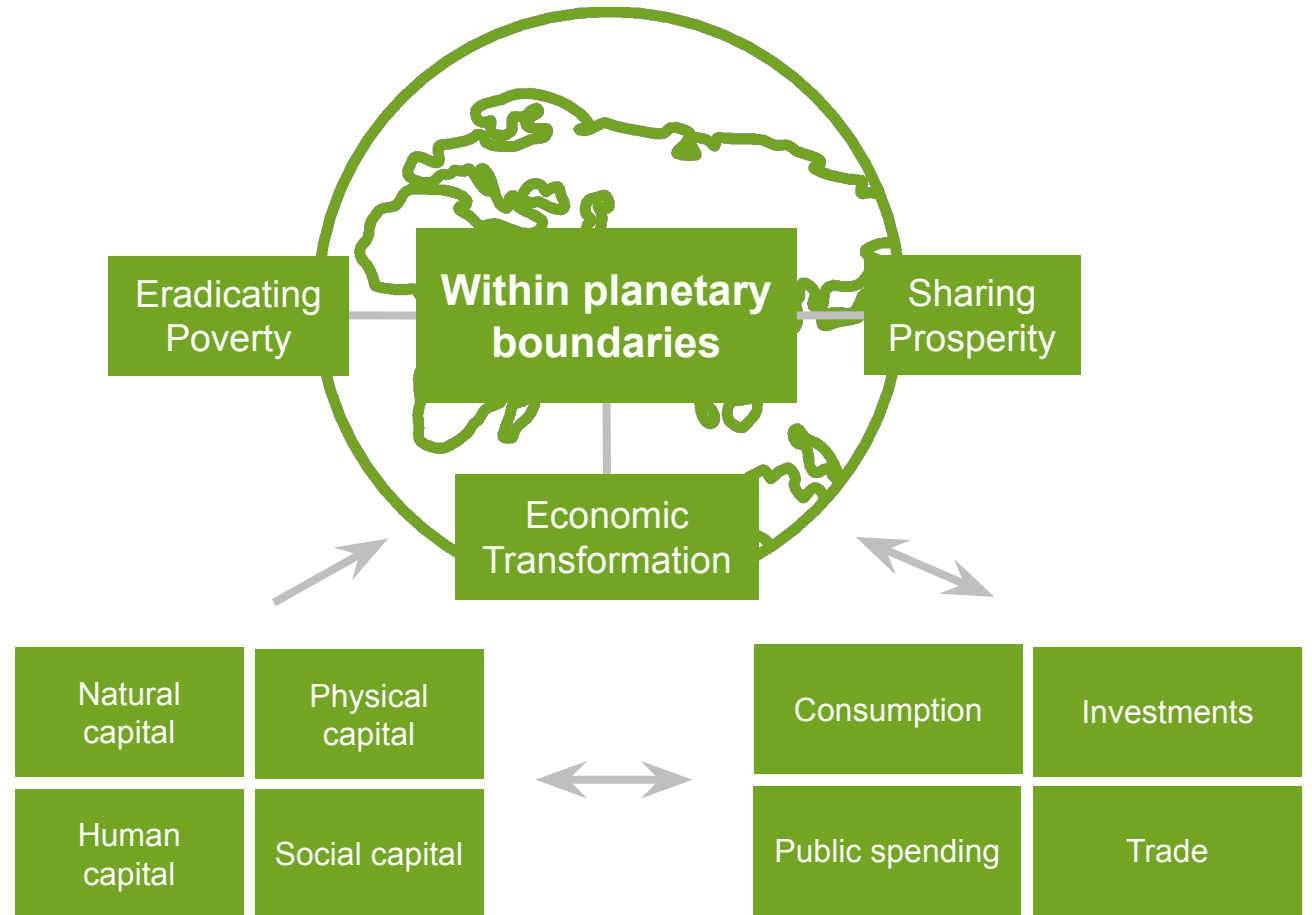 Eradicating
Poverty
Within planetary
boundaries
Sharing
Prosperity
Economic
Transformation
Natural
capital
Physical
capital
Human
capital
Social capital
Consumption
Investments
Public spending
Trade